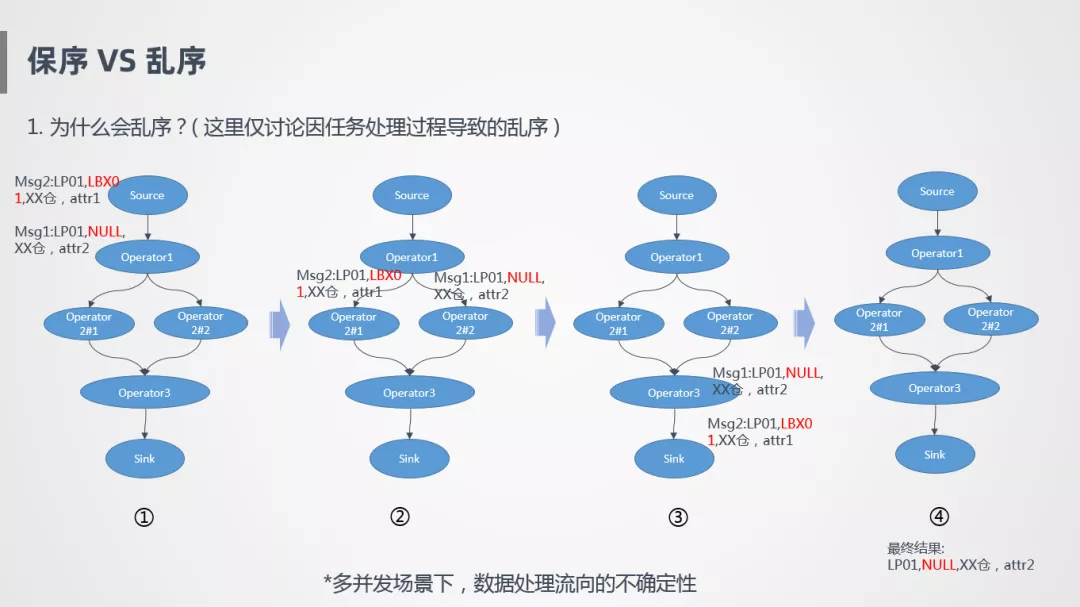 保序 VS 乱序
1. 为什么会乱序？( 这里仅讨论因任务处理过程导致的乱序 )
Msg2:LP01,LBX0
1,XX仓，attr1
Msg1:LP01,NULL,
XX仓，attr2
Source
Operator1
Operator
2#1
Operator
2#2
Operator3
Sink
①
Source
Operator1
Msg2:LP01,LBX0
1,XX仓，attr1
Msg1:LP01,NULL,
XX仓，attr2
Operator
2#1
Operator
2#2
Operator3
Sink
②
Source
Operator1
Operator
2#1
Operator
2#2
Operator3
Msg1:LP01,NULL,
XX仓，attr2
Msg2:LP01,LBX0
1,XX仓，attr1
Sink
③
Source
Operator1
Operator
2#1
Operator
2#2
Operator3
Sink
④
最终结果:
LP01,NULL,XX仓，attr2
*多并发场景下，数据处理流向的不确定性